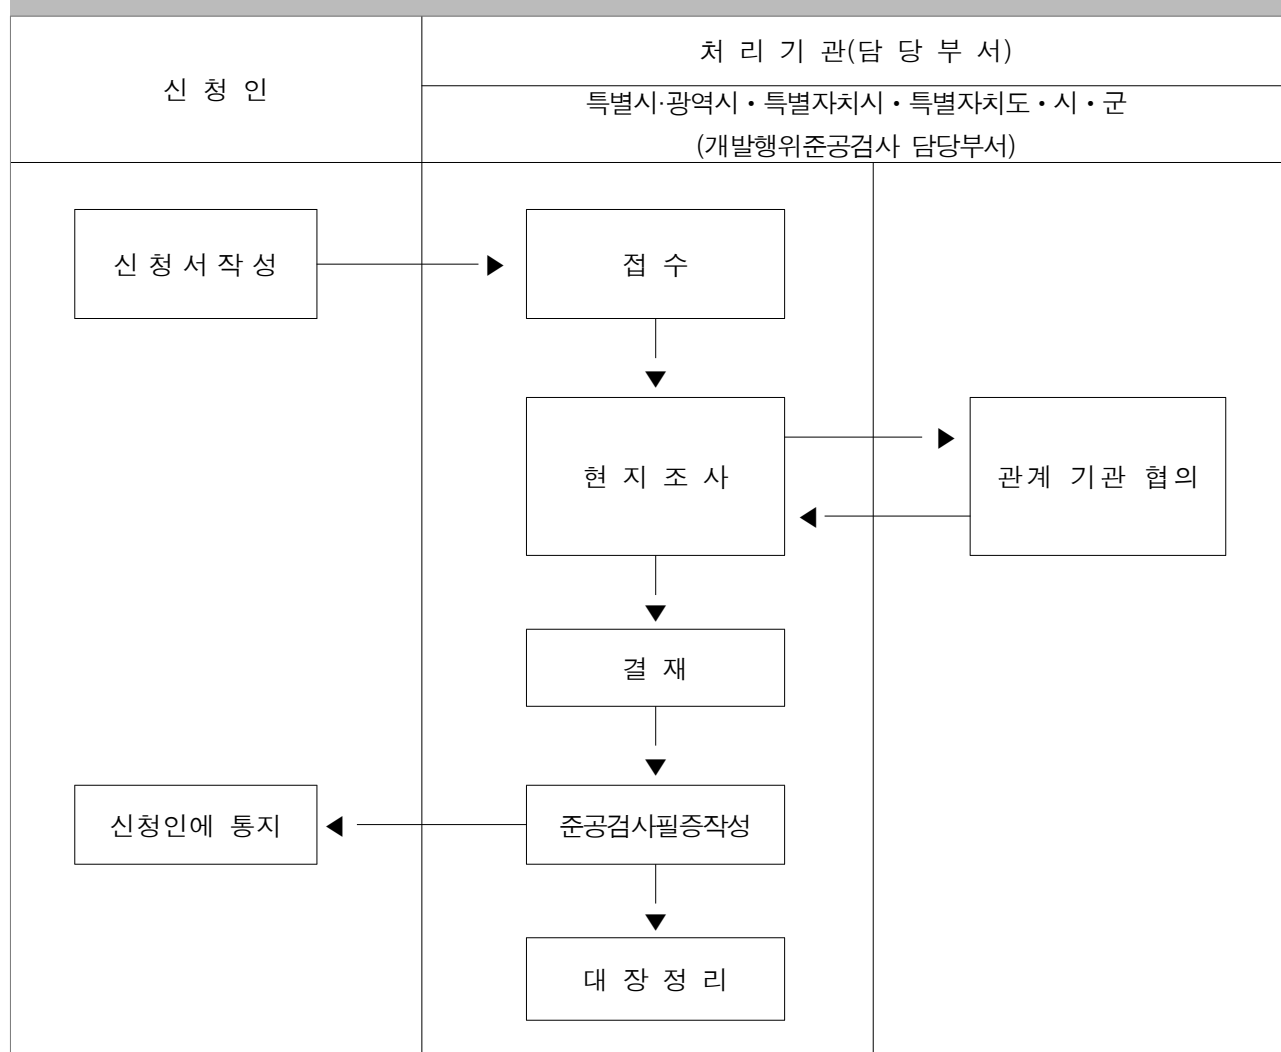 신 청 인
처 리 기 관(담 당 부 서)
특별시·광역시・특별자치시・특별자치도・시・군
(개발행위준공검사 담당부서)
신 청 서 작 성
접 수
현 지 조 사
관계 기관 협의
결 재
신청인에 통지
준공검사필증작성
대 장 정 리